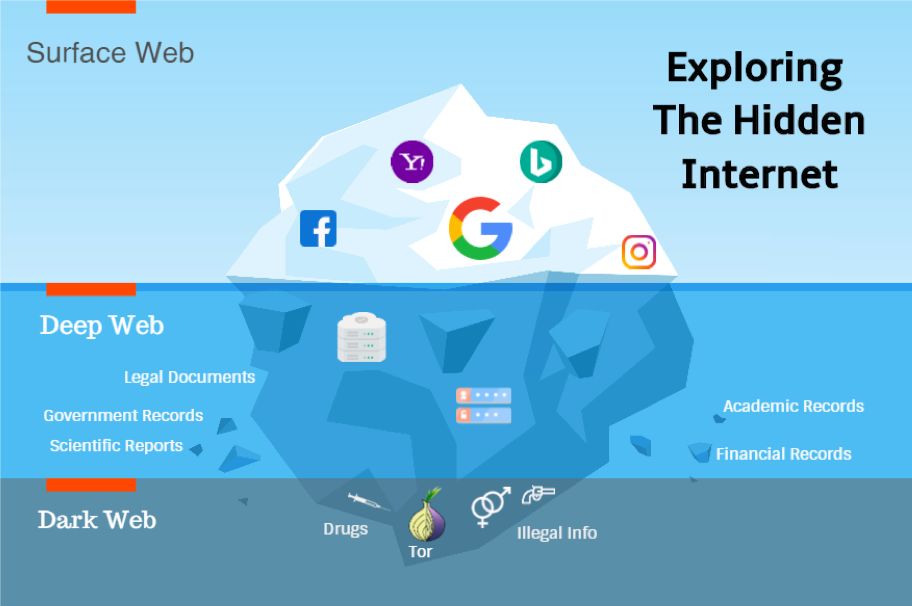 Surface Web
Exploring
The Hidden
Internet
Y!
Deep Web
Legal Documents
Government Records
Scientific Reports
Academic Records
Financial Records
Dark Web
Drugs
Tor
Illegal Info